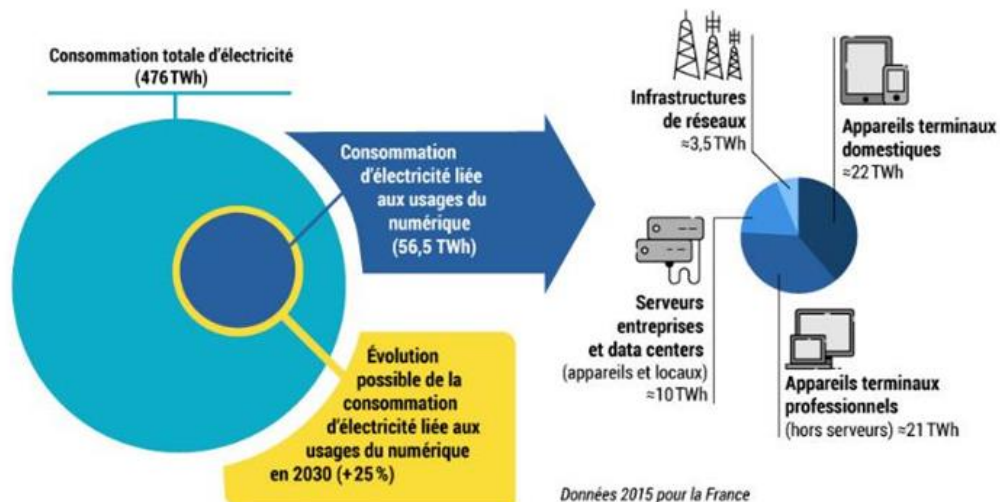 Consommation totale d'électricité
(476 TWh)
Consommation
d'électricité liée
aux usages du
numérique
(56,5 TWh)
Évolution
possible de la
consommation
d'électricité liée aux
usages du numérique
en 2030 (+25 %)
Infrastructures
de réseaux
≈3,5 TWh
Appareils terminaux
domestiques
≈22 TWh
Serveurs
entreprises
et data centers
(appareils et locaux)
≈10 TWh
Appareils terminaux
professionnels
(hors serveurs) ≈21 TWh
Données 2015 pour la France